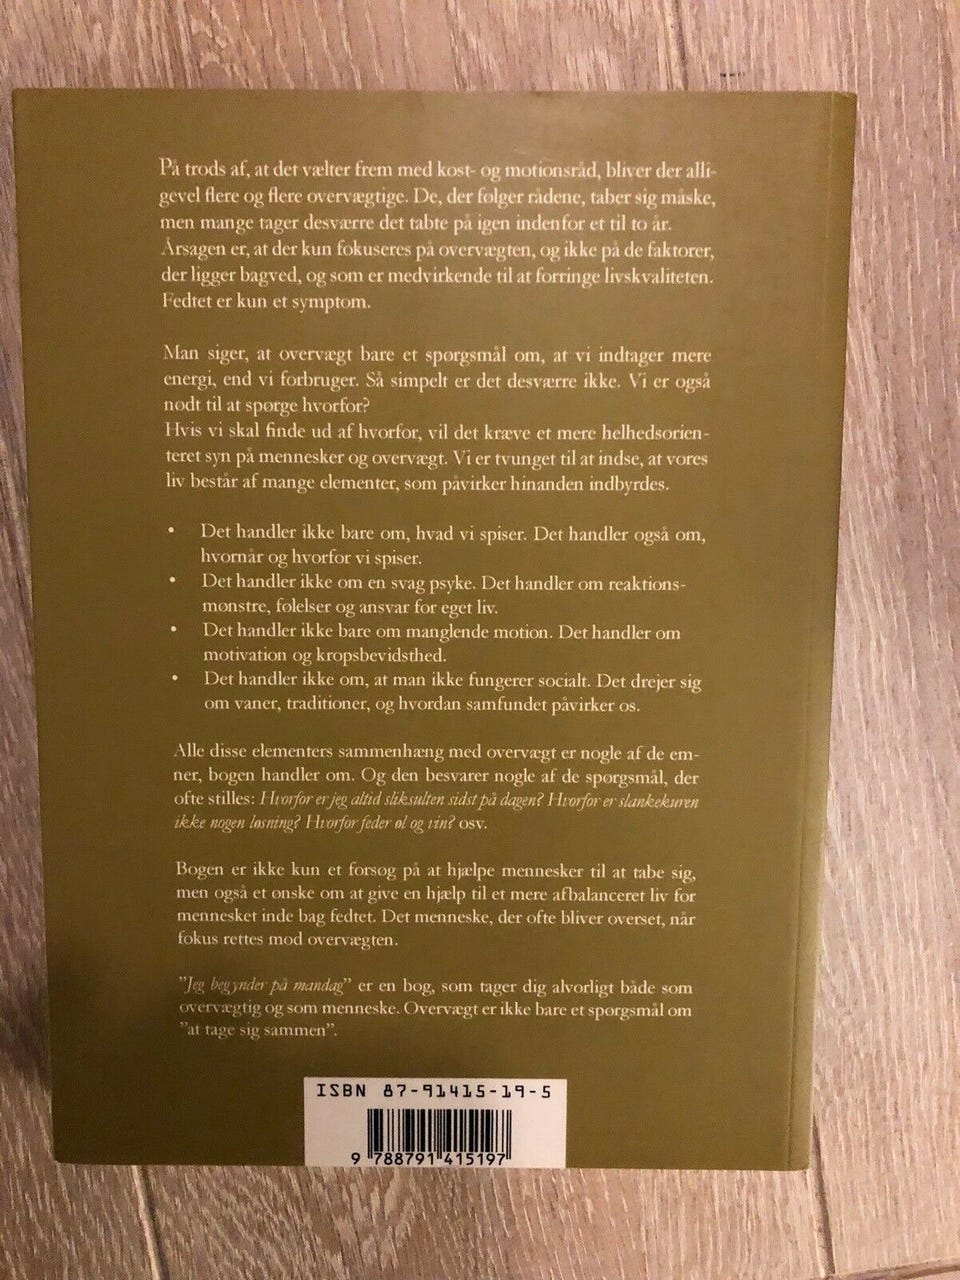 På trods af, at det vælter frem med kost- og motionsråd, bliver der alli-
gevel flere og flere overvægtige. De, der følger rådene, taber sig måske,
men mange tager desværre det tabte på igen indenfor et til to år.
Årsagen er, at der kun fokuseres på overvægten, og ikke på de faktorer,
der ligger bagved, og som er medvirkende til at forringe livskvaliteten.
Fedtet er kun et symptom.
Man siger, at overvægt bare et spørgsmål om, at vi indtager mere
energi, end vi forbruger. Så simpelt er det desværre ikke. Vi er også
nødt til at spørge hvorfor?
Hvis vi skal finde ud af hvorfor, vil det kræve et mere helhedsorien-
teret syn på mennesker og overvægt. Vi er tvunget til at indse, at vores
liv består af mange elementer, som påvirker hinanden indbyrdes.
• Det handler ikke bare om, hvad vi spiser. Det handler også om,
hvornår og hvorfor vi spiser.
• Det handler ikke om en svag psyke. Det handler om reaktions-
mønstre, følelser og ansvar for eget liv.
• Det handler ikke bare om manglende motion. Det handler om
motivation og kropsbevidsthed.
• Det handler ikke om, at man ikke fungerer socialt. Det drejer sig
om vaner, traditioner, og hvordan samfundet påvirker os.
Alle disse elementers sammenhæng med overvægt er nogle af de em-
ner, bogen handler om. Og den besvarer nogle af de spørgsmål, der
ofte stilles: Hvorfor er jeg altid sliksulten sidst på dagen? Hvorfor er slankekuren
ikke nogen løsning? Hvorfor feder øl og vin? osv.
Bogen er ikke kun et forsøg på at hjælpe mennesker til at tabe sig,
men også et ønske om at give en hjælp til et mere afbalanceret liv for
mennesket inde bag fedtet. Det menneske, der ofte bliver overset, når
fokus rettes mod overvægten.
"Jeg begynder på mandag" er en bog, som tager dig alvorligt både som
overvægtig og som menneske. Overvægt er ikke bare et spørgsmål om
"at tage sig sammen".
ISBN 87-91415-19-5
9 788791 415197